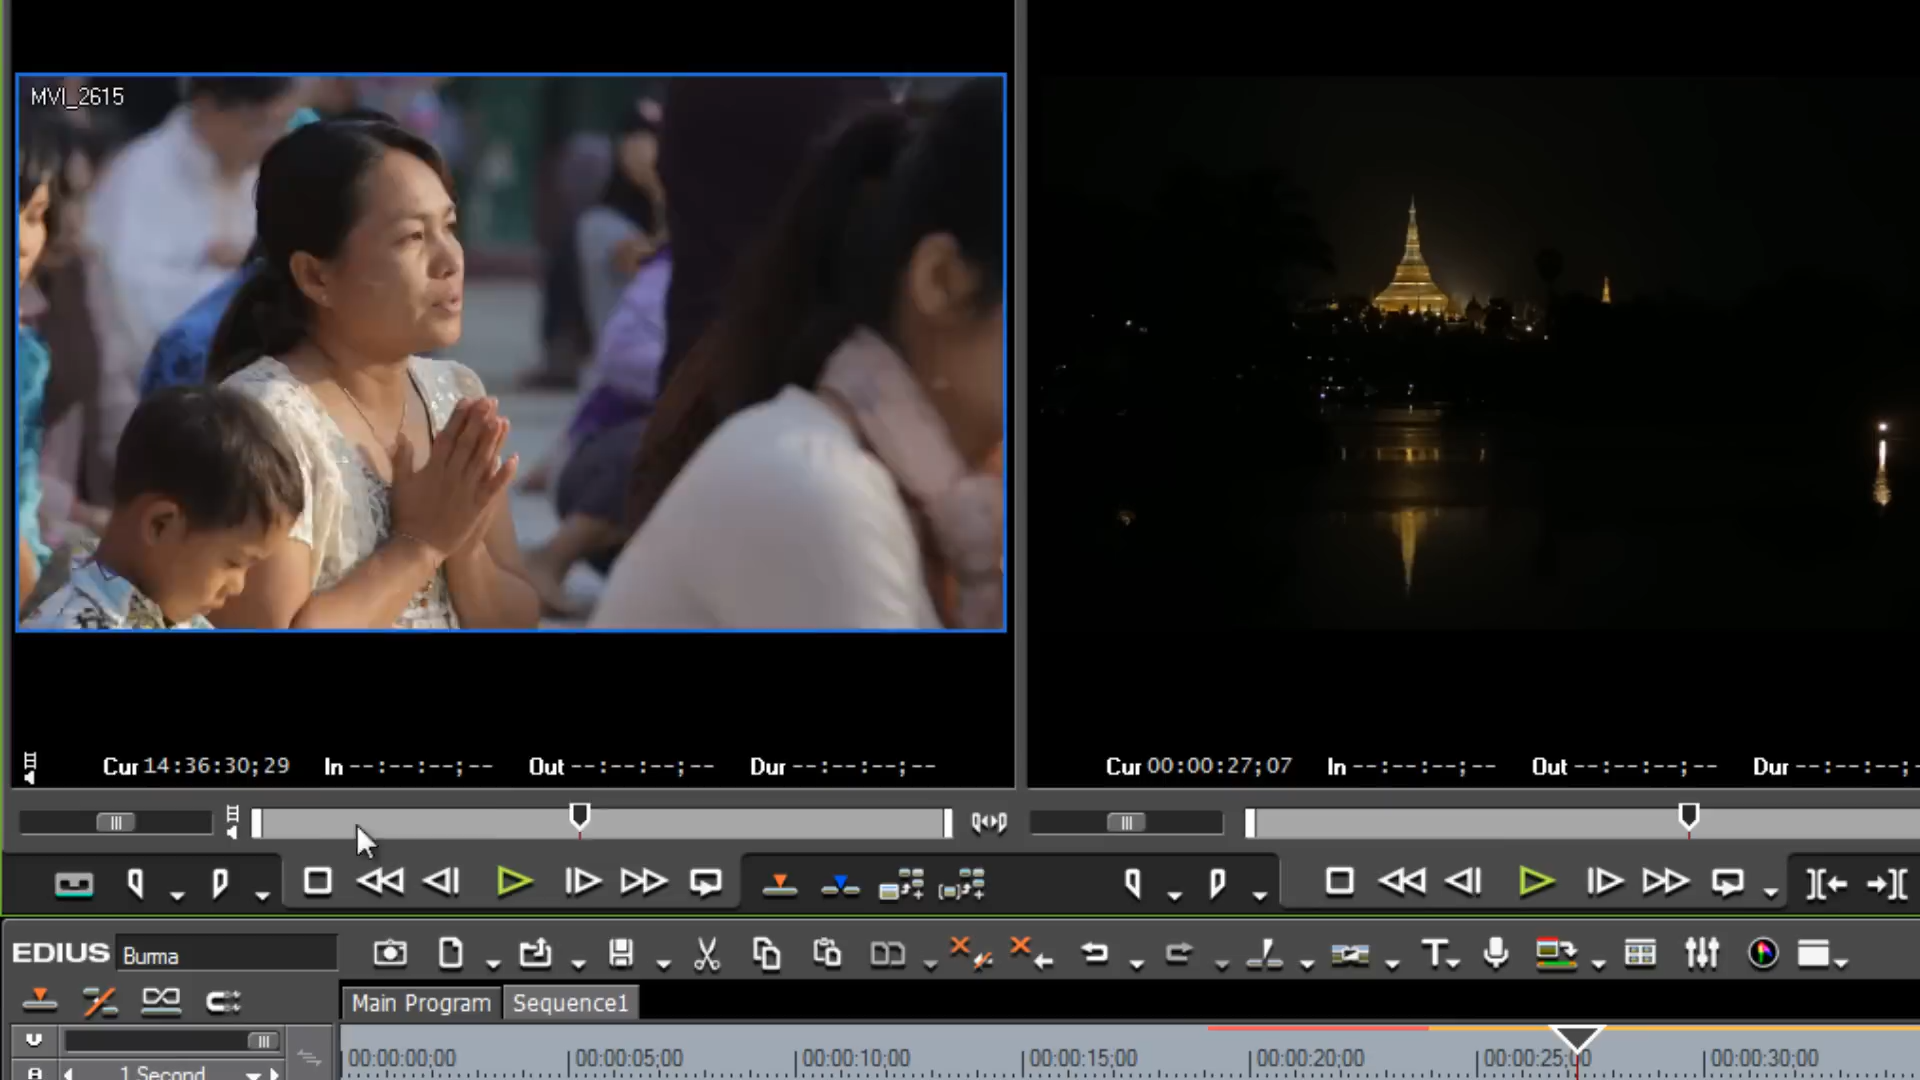 MVI_2615
Cur 14:36:30;29 In --:--:--;-- Out --:--:--;-- Dur --:--:--;--
Cur 00:00:27;07 In --:--:--;-- Out --:--:--;-- Dur --:--:--;
EDIUS Burma
Main Program Sequence1
00:00:00;00 00:00:05;00 00:00:10;00 00:00:15;00 00:00:20;00 00:00:25;00 00:00:30;00
1 Second